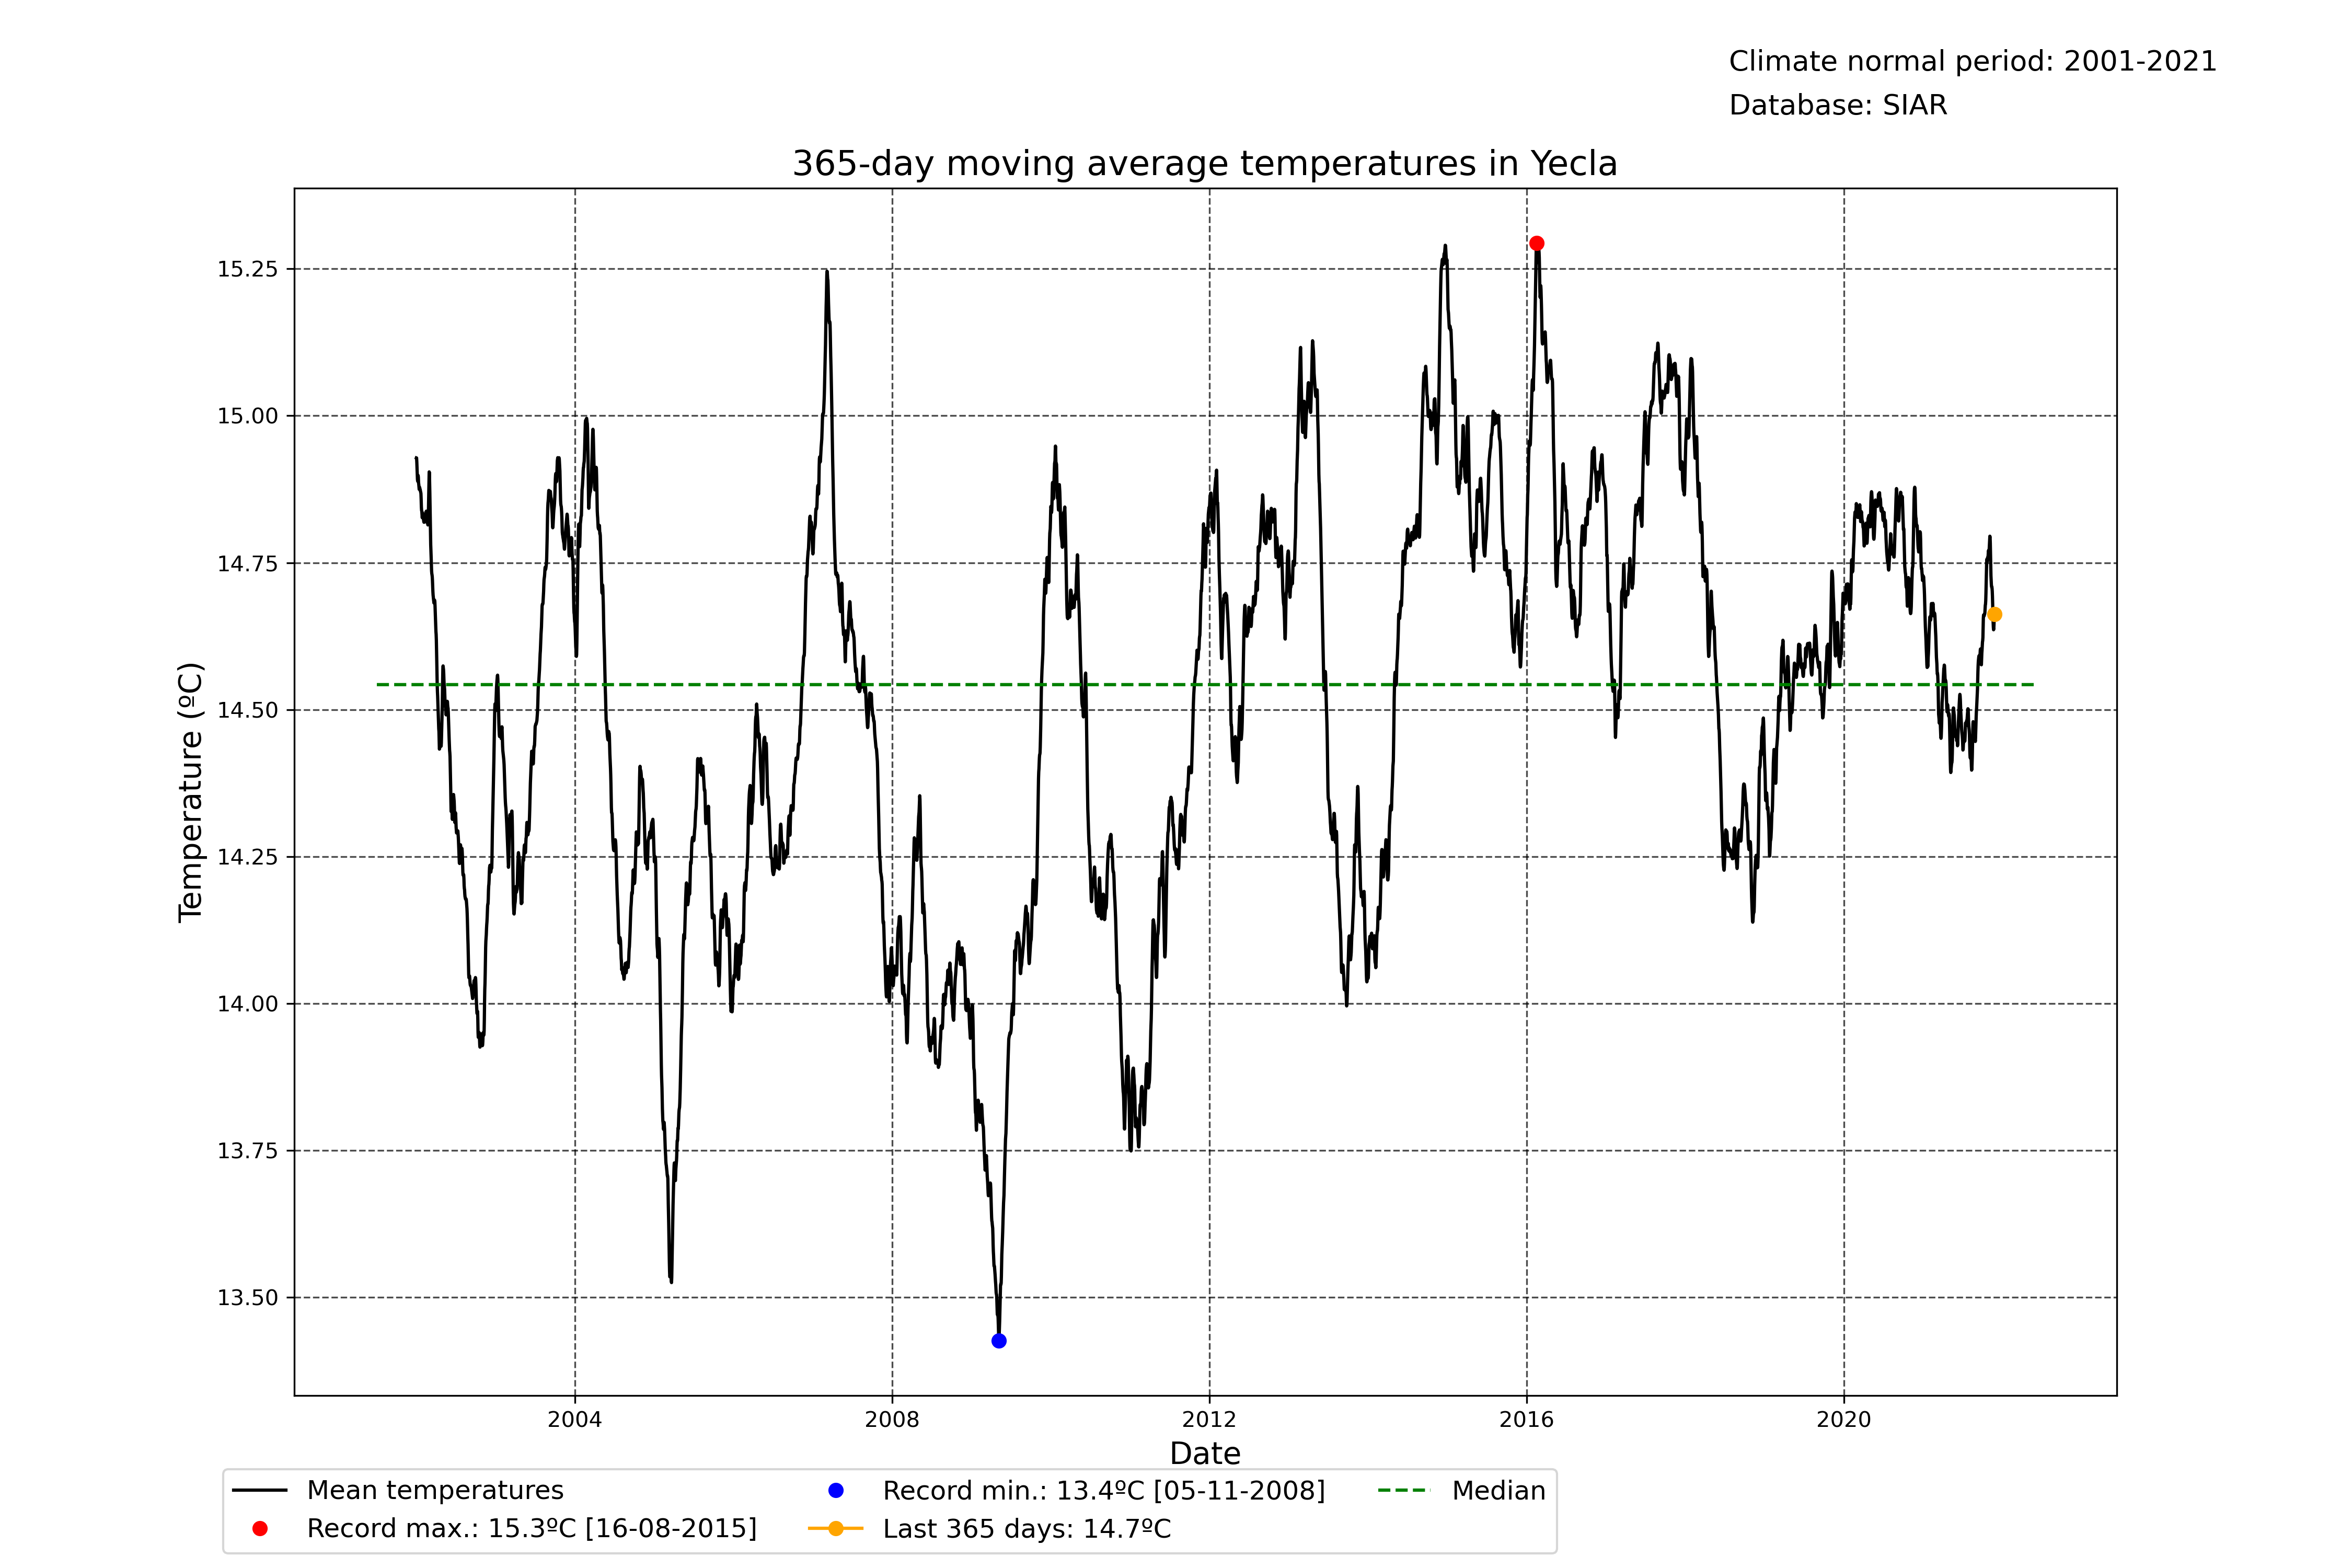 Climate normal period: 2001-2021
Database: SIAR
365-day moving average temperatures in Yecla
Temperature (ºC)
15.25
15.00
14.75
14.50
14.25
14.00
13.75
13.50
2004 2008 2012 2016 2020
Date
Mean temperatures
Record max.: 15.3ºC [16-08-2015]
Record min.: 13.4ºC [05-11-2008]
Last 365 days: 14.7ºC
Median